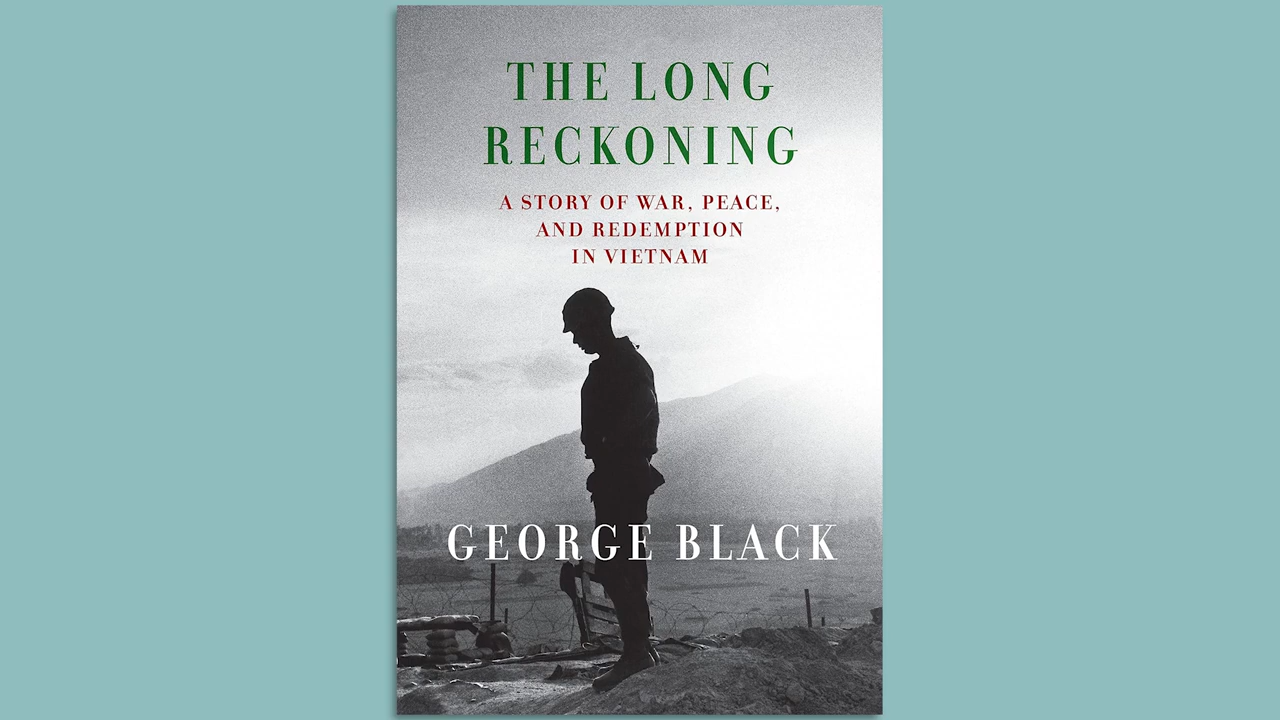 THE LONG
RECKONING
A STORY OF WAR, PEACE,
AND REDEMPTION
IN VIETNAM
GEORGE BLACK